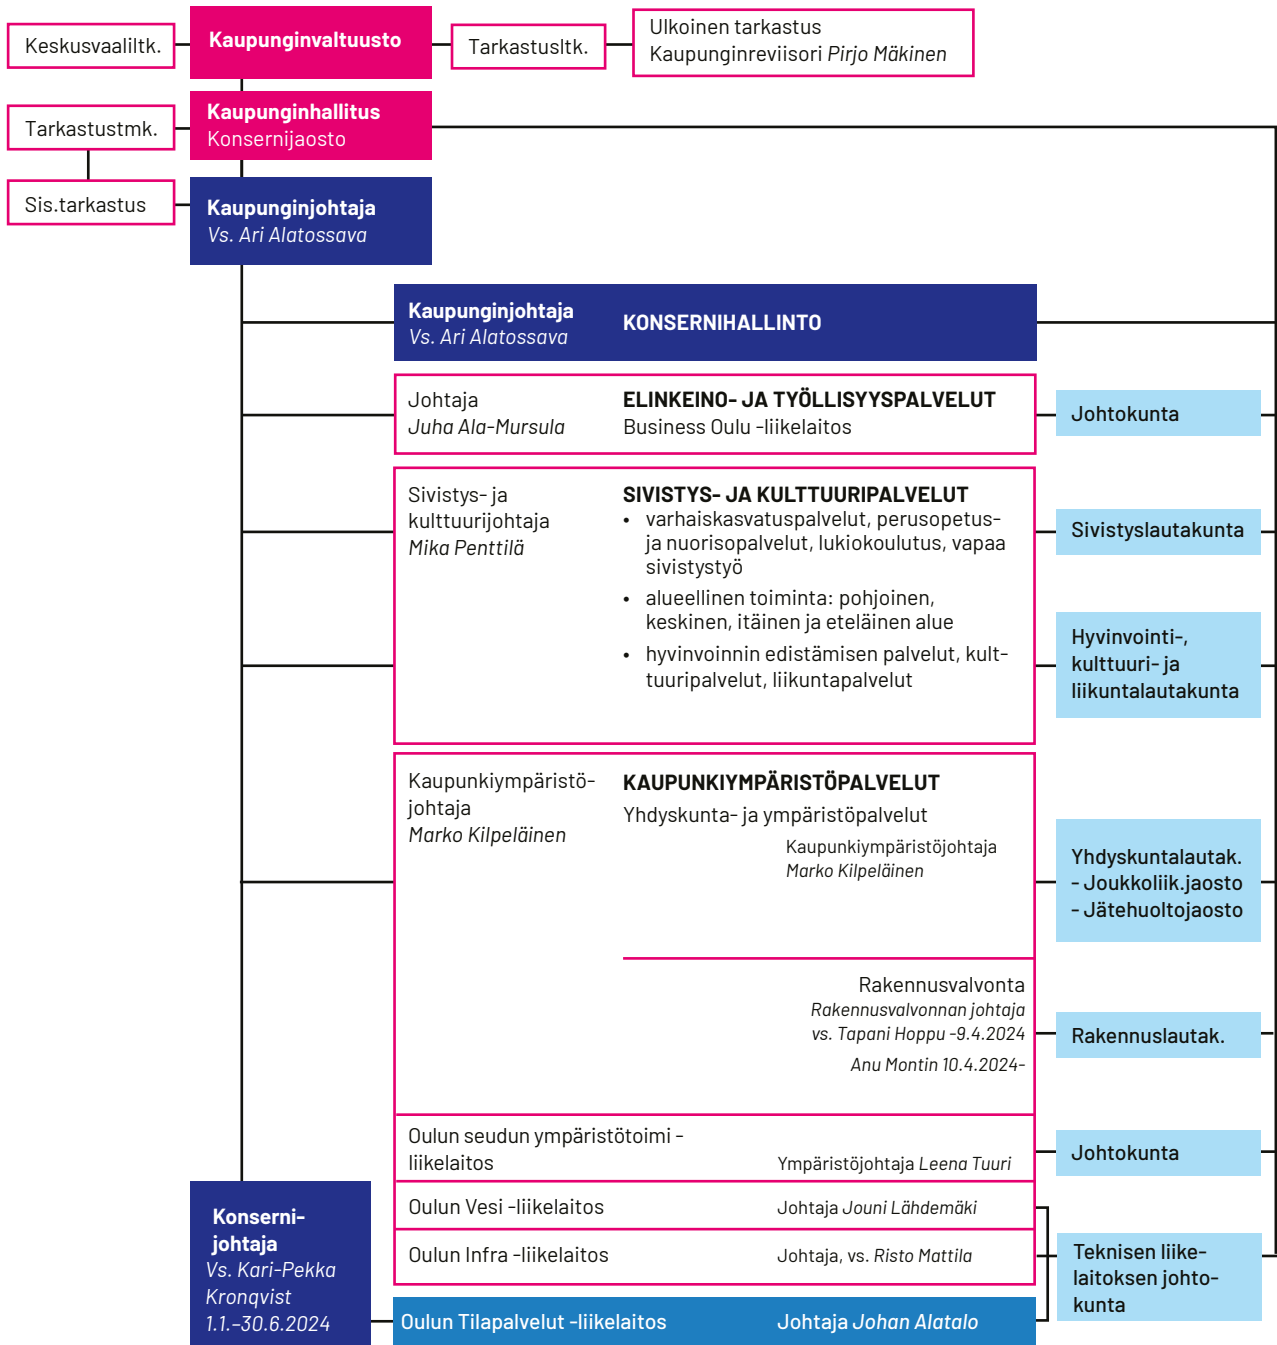 Keskusvaaliltk.
Kaupunginvaltuusto
Tarkastusltk.
Ulkoinen tarkastus
Kaupunginreviisori Pirjo Mäkinen
Tarkastustmk.
Kaupunginhallitus
Konsernijaosto
Sis.tarkastus
Kaupunginjohtaja
Vs. Ari Alatossava
Kaupunginjohtaja
Vs. Ari Alatossava
KONSERNIHALLINTO
Johtaja
Juha Ala-Mursula
ELINKEINO- JA TYÖLLISYYSPALVELUT
Business Oulu -liikelaitos
Johtokunta
Sivistys- ja
kulttuurijohtaja
Mika Penttilä
SIVISTYS- JA KULTTUURIPALVELUT
• varhaiskasvatuspalvelut, perusopetus-
ja nuorisopalvelut, lukiokoulutus, vapaa
sivistystyö
• alueellinen toiminta: pohjoinen,
keskinen, itäinen ja eteläinen alue
• hyvinvoinnin edistämisen palvelut, kult-
tuuripalvelut, liikuntapalvelut
Sivistyslautakunta
Hyvinvointi-,
kulttuuri- ja
liikuntalautakunta
Kaupunkiympäristö-
johtaja
Marko Kilpeläinen
KAUPUNKIYMPÄRISTÖPALVELUT
Yhdyskunta- ja ympäristöpalvelut
Kaupunkiympäristöjohtaja
Marko Kilpeläinen
Yhdyskuntalautak.
- Joukkoliik.jaosto
- Jätehuoltojaosto
Rakennusvalvonta
Rakennusvalvonnan johtaja
vs. Tapani Hoppu -9.4.2024
Anu Montin 10.4.2024-
Rakennuslautak.
Oulun seudun ympäristötoimi -
liikelaitos
Ympäristöjohtaja Leena Tuuri
Johtokunta
Oulun Vesi -liikelaitos
Johtaja Jouni Lähdemäki
Oulun Infra -liikelaitos
Johtaja, vs. Risto Mattila
Teknisen liike-
laitoksen johto-
kunta
Konserni-
johtaja
Vs. Kari-Pekka
Kronqvist
1.1.–30.6.2024
Oulun Tilapalvelut -liikelaitos
Johtaja Johan Alatalo